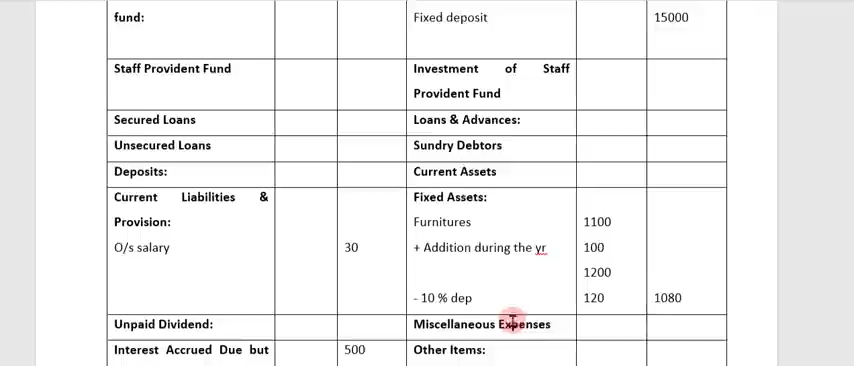 fund: Fixed deposit 15000
Staff Provident Fund Investment of Staff
Provident Fund
Secured Loans Loans & Advances:
Unsecured Loans Sundry Debtors
Deposits: Current Assets
Current Liabilities & Fixed Assets:
Provision: Furnitures 1100
O/s salary 30 + Addition during the yr 100
1200
- 10 % dep 120 1080
Unpaid Dividend: Miscellaneous Expenses
Interest Accrued Due but 500 Other Items: